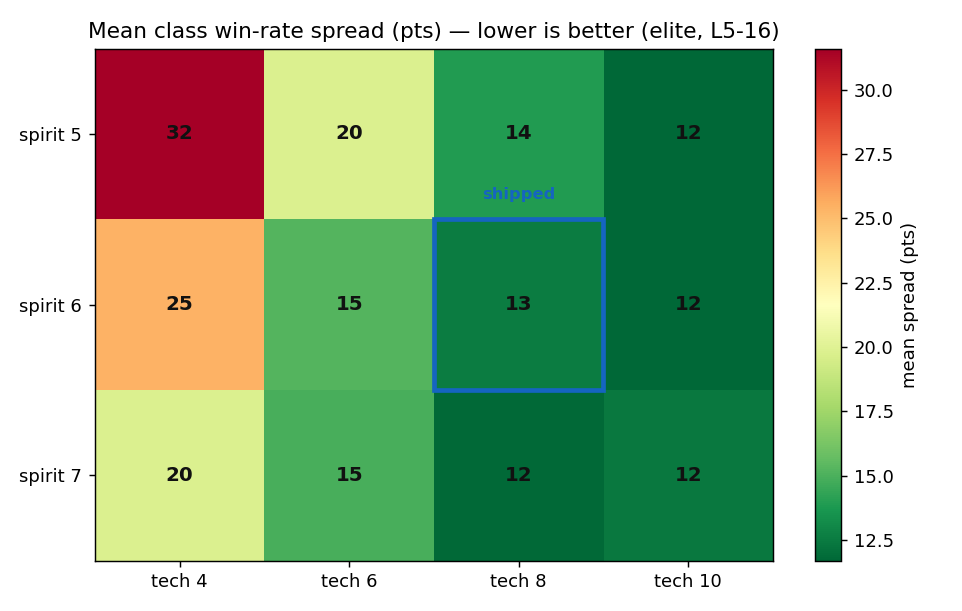 Mean class win-rate spread (pts) — lower is better (elite, L5-16)
spirit 5
32
20
14
12
shipped
spirit 6
25
15
13
12
spirit 7
20
15
12
12
tech 4
tech 6
tech 8
tech 10
30.0
27.5
25.0
22.5
20.0
17.5
15.0
12.5
mean spread (pts)